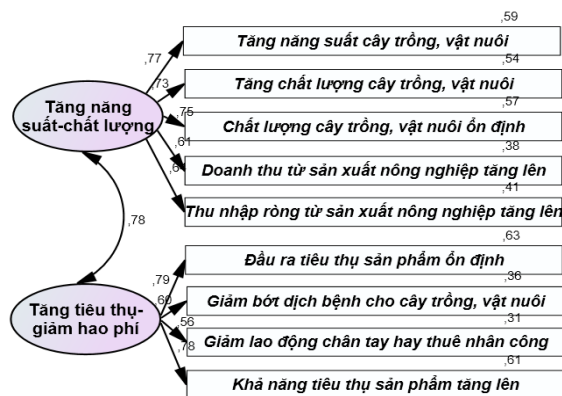 ,59
,77
Tăng năng suất cây trồng, vật nuôi
,54
,73
Tăng chất lượng cây trồng, vật nuôi
,57
Tăng năng
suất-chất lượng
,75
Chất lượng cây trồng, vật nuôi ổn định
,38
,61
Doanh thu từ sản xuất nông nghiệp tăng lên
,41
Thu nhập ròng từ sản xuất nông nghiệp tăng lên
,78
,63
,79
Đầu ra tiêu thụ sản phẩm ổn định
,36
,60
Giảm bớt dịch bệnh cho cây trồng, vật nuôi
Tăng tiêu thụ-
giảm hao phí
,31
,56
Giảm lao động chân tay hay thuê nhân công
,78
,61
Khả năng tiêu thụ sản phẩm tăng lên